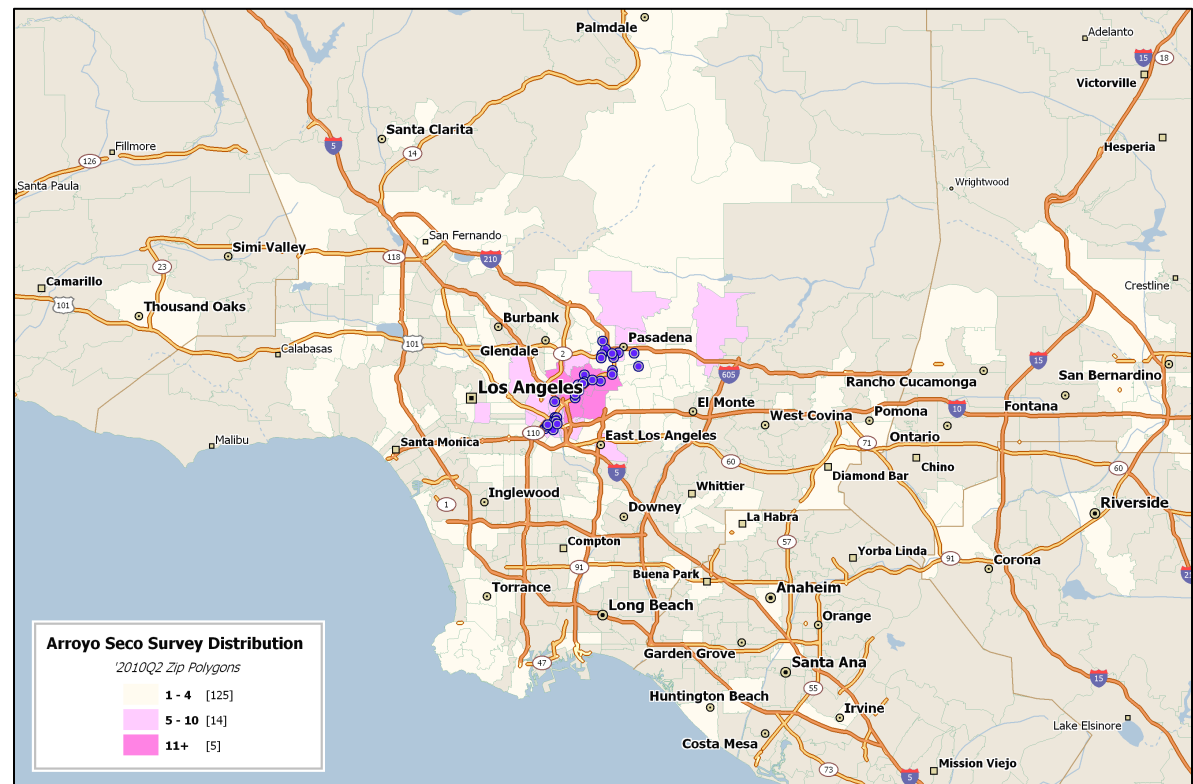 Palmdale
Adelanto
15
18
Victorville
Santa Clarita
5
14
Hesperia
Fillmore
126
Santa Paula
Wrightwood
San Fernando
Simi Valley
118
210
23
Camarillo
101
Thousand Oaks
Crestline
Burbank
Pasadena
101
Glendale
2
Calabasas
15
605
San Bernardino
Los Angeles
Rancho Cucamonga
El Monte
10
Fontana
West Covina
Pomona
Malibu
110
East Los Angeles
Ontario
Santa Monica
71
60
Chino
60
5
Diamond Bar
Inglewood
Whittier
1
Downey
La Habra
Riverside
Compton
57
Yorba Linda
91
Corona
91
Buena Park
Torrance
Anaheim
Long Beach
Orange
Garden Grove
47
Santa Ana
15
55
Huntington Beach
Irvine
Lake Elsinore
Costa Mesa
73
5
Mission Viejo
Arroyo Seco Survey Distribution
'2010Q2 Zip Polygons
1 - 4 [125]
5 - 10 [14]
11+ [5]